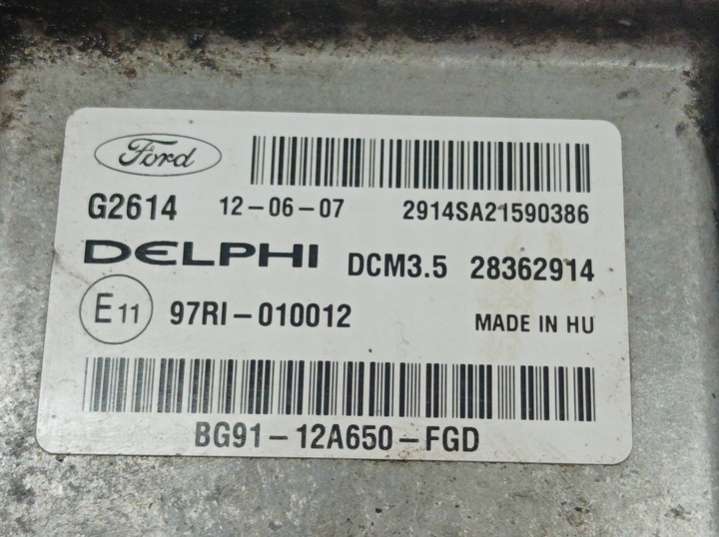 Ford
G2614 12-06-07 2914SA21590386
DELPHI DCM3.5 28362914
E11 97RI-010012 MADE IN HU
BG91-12A650-FGD